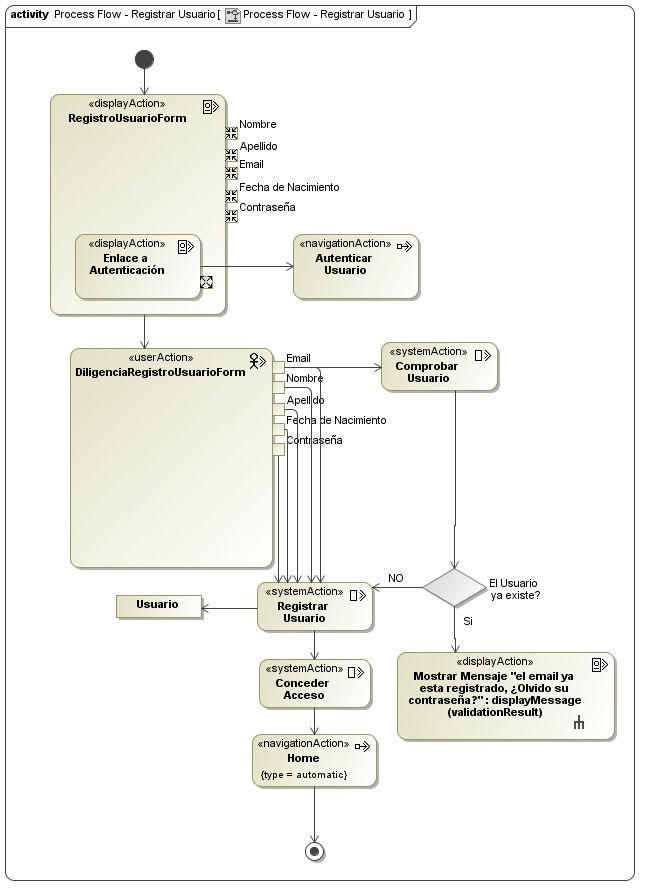 activity Process Flow - Registrar Usuario[ Process Flow - Registrar Usuario ]
«displayAction»
RegistroUsuarioForm
Nombre
Apellido
Email
Fecha de Nacimiento
Contraseña
«displayAction»
Enlace a
Autenticación
«navigationAction»
Autenticar
Usuario
«userAction»
DiligenciaRegistroUsuarioForm
Email
Nombre
Apellido
Fecha de Nacimiento
Contraseña
«systemAction»
Comprobar
Usuario
El Usuario
ya existe?
NO
Si
«systemAction»
Registrar
Usuario
Usuario
«displayAction»
Mostrar Mensaje "el email ya
esta registrado, ¿Olvido su
contraseña?" : displayMessage
(validationResult)
«systemAction»
Conceder
Acceso
«navigationAction»
Home
{type = automatic}